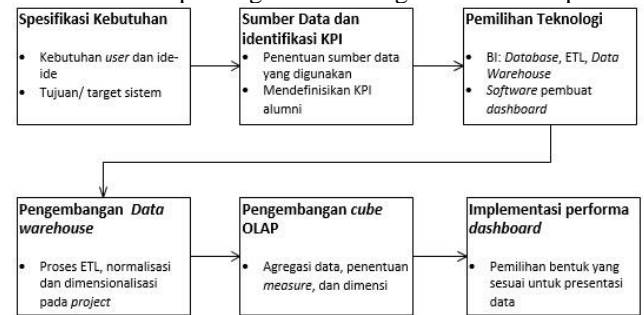 Spesifikasi Kebutuhan
• Kebutuhan user dan ide-
ide
• Tujuan/ target sistem
Sumber Data dan
identifikasi KPI
• Penentuan sumber data
yang digunakan
• Mendefinisikan KPI
alumni
Pemilihan Teknologi
• BI: Database, ETL, Data
Warehouse
• Software pembuat
dashboard
Pengembangan Data
warehouse
• Proses ETL, normalisasi
dan dimensionalisasi
pada project
Pengembangan cube
OLAP
• Agregasi data, penentuan
measure, dan dimensi
Implementasi performa
dashboard
• Pemilihan bentuk yang
sesuai untuk presentasi
data